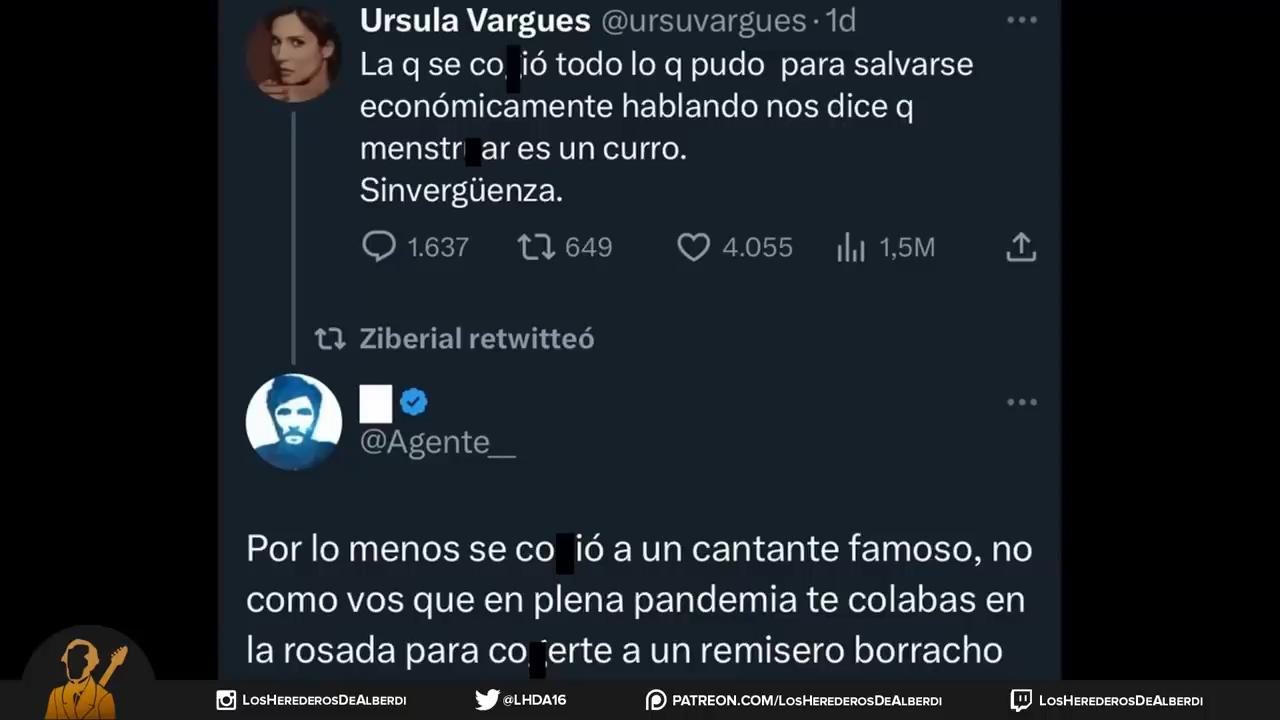 Ursula Vargues @ursuvargues · 1d
La q se co ió todo lo q pudo para salvarse
económicamente hablando nos dice q
menstr ar es un curro.
Sinvergüenza.
1.637 649 4.055 1,5M
Ziberial retwitteó
@Agente__
Por lo menos se co ió a un cantante famoso, no
como vos que en plena pandemia te colabas en
la rosada para co erte a un remisero borracho
LosHerederosDeAlberdi @LHDA16 patreon.com/LosHerederosDeAlberdi LosHerederosDeAlberdi